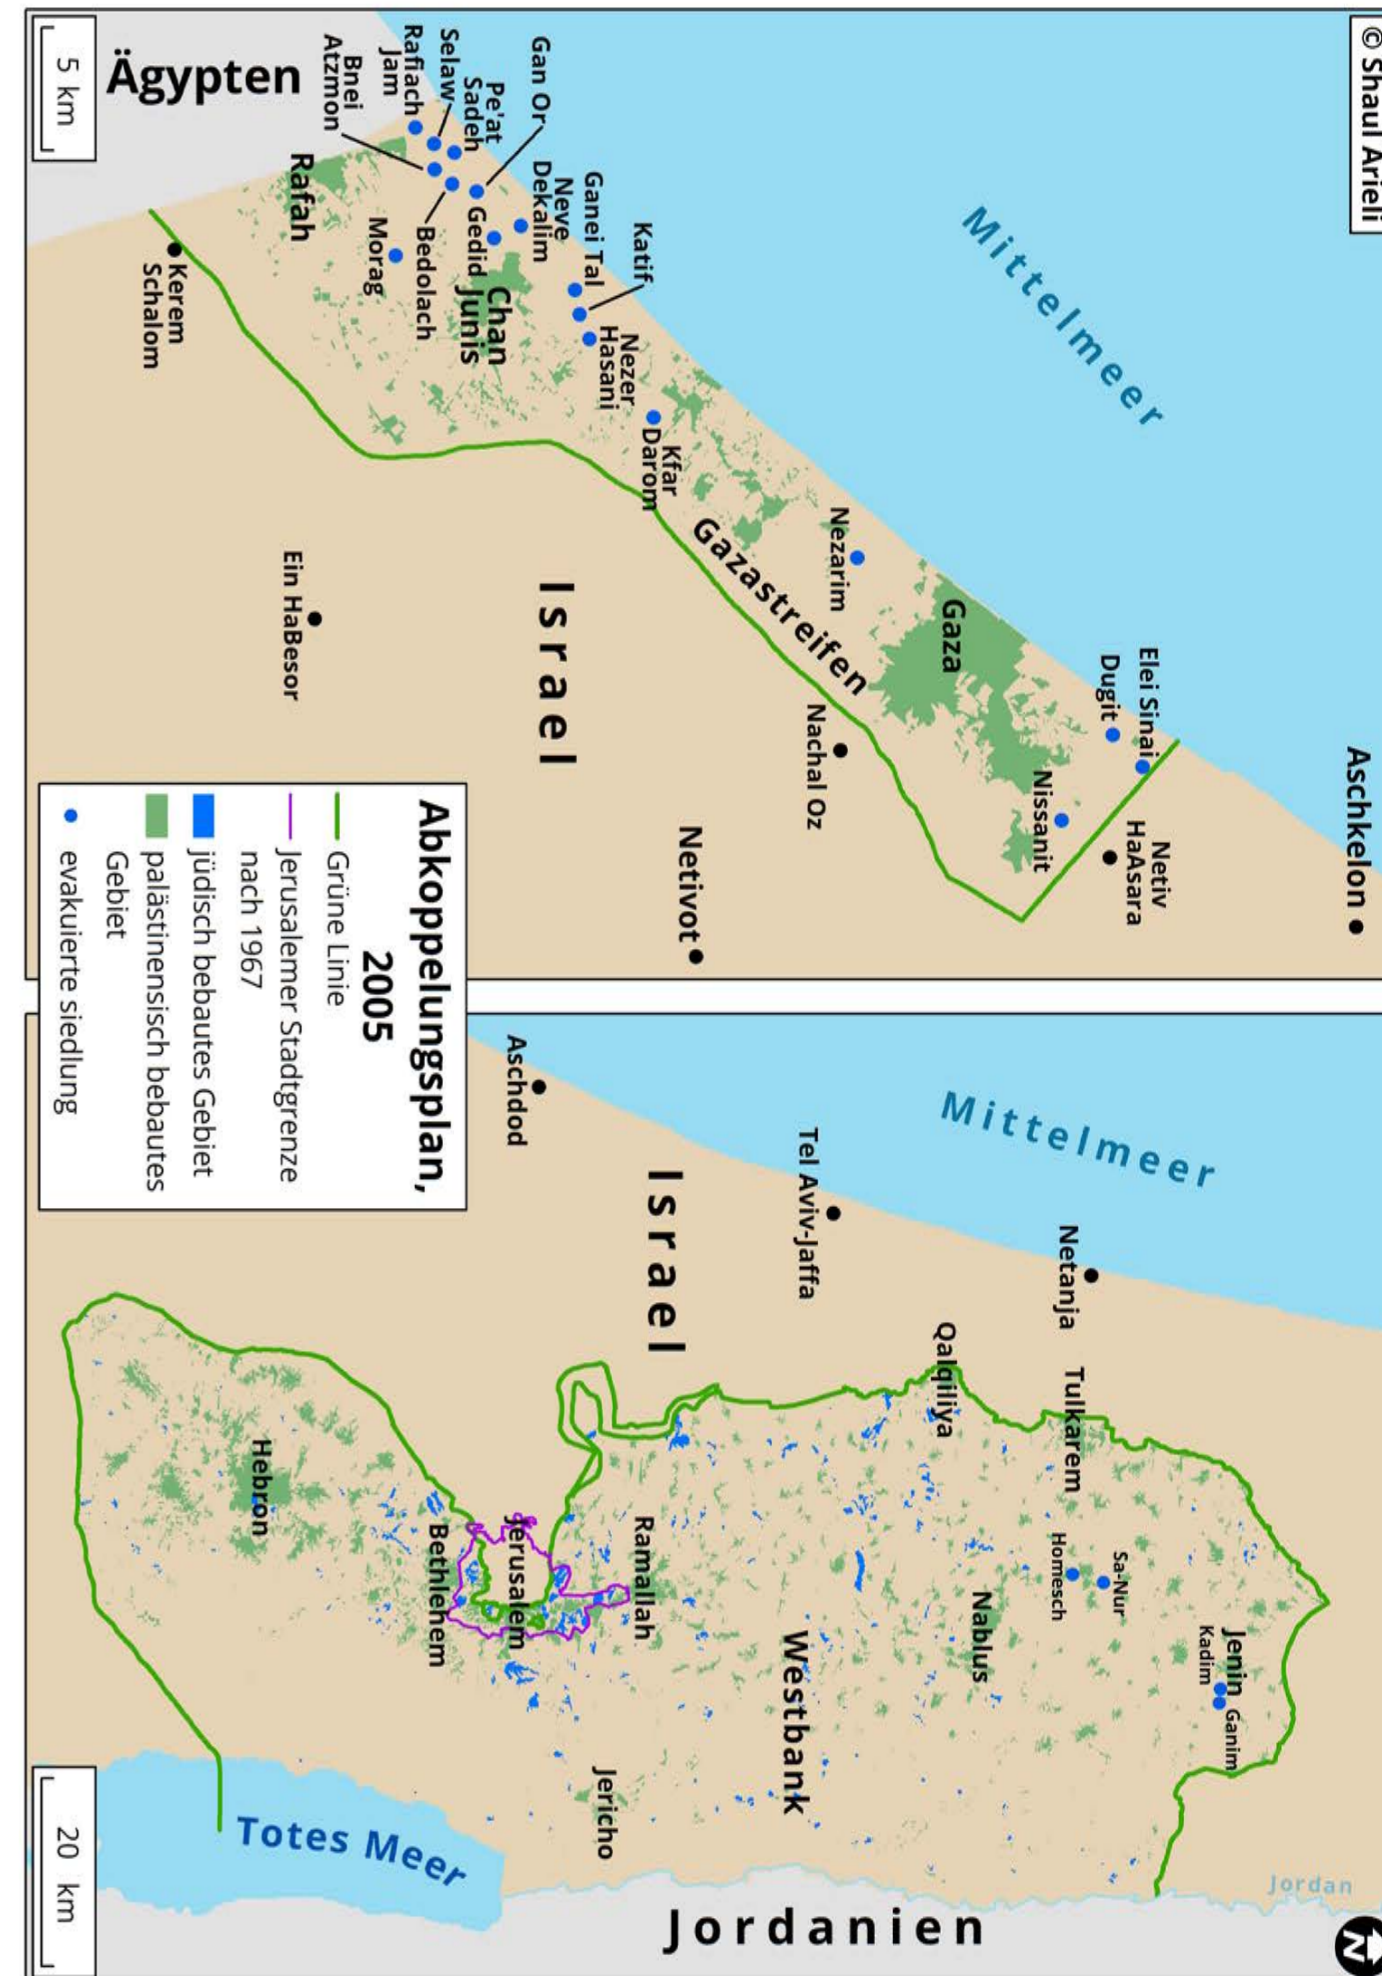 © Shaul Arieli
Mittelmeer
Aschkelon
Elei Sinai
Dugit
Netiv
HaAsara
Nissanit
Gaza
Nezarim
Gazastreifen
Nachal Oz
Netivot
Katif
Ganei Tal
Neve
Dekalim
Nezer
Hasani
Kfar
Darom
Gan Or
Pe'at
Sadeh
Selaw
Rafiach
Jam
Bnei
Atzmon
Gedid
Chan
Junis
Bedolach
Morag
Rafah
Kerem
Schalom
Ein HaBesor
Israel
Ägypten
5 km
Abkoppelungsplan,
2005
Grüne Linie
Jerusalemer Stadtgrenze
nach 1967
jüdisch bebautes Gebiet
palästinensisch bebautes
Gebiet
evakuierte siedlung
N
Mittelmeer
Jordan
Jenin
Kadim
Ganim
Netanja
Tulkarem
Sa-Nur
Homesch
Qalqiliya
Nablus
Tel Aviv-Jaffa
Westbank
Israel
Ramallah
Jericho
Aschdod
Jerusalem
Bethlehem
Hebron
Totes Meer
Jordanien
20 km